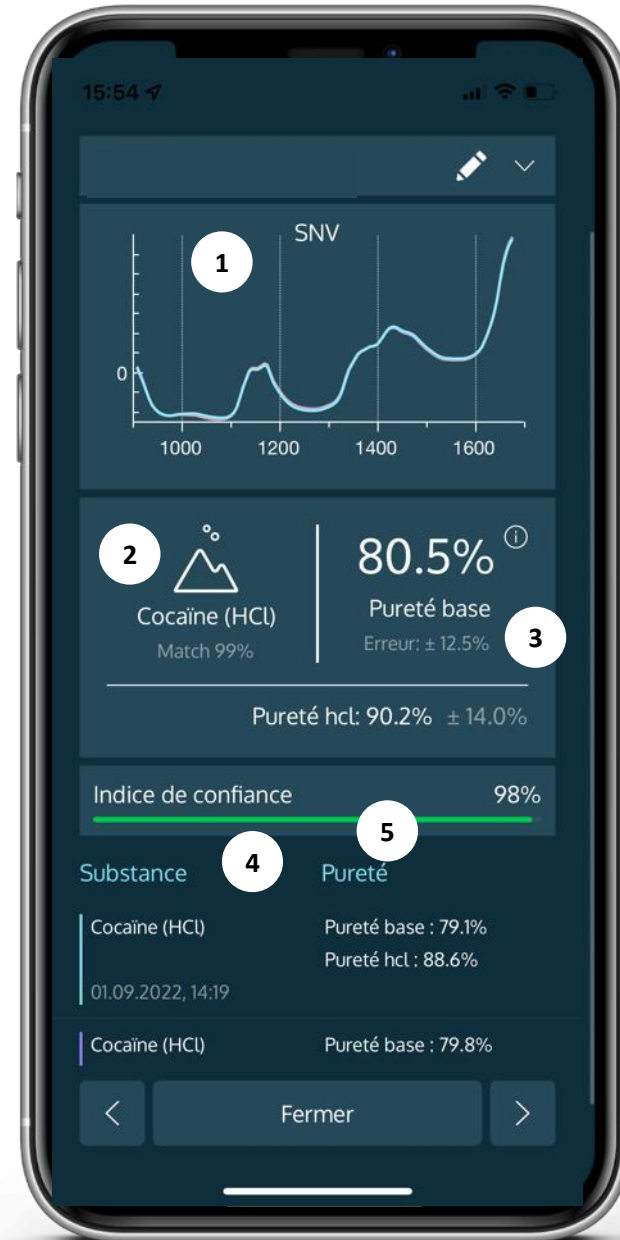 15:54
SNV
1
0
1000 1200 1400 1600
2
80.5%
Cocaïne (HCl)
Pureté base
Match 99%
Erreur: ± 12.5%
3
Pureté hcl: 90.2% ± 14.0%
Indice de confiance 98%
5
4
Substance Pureté
Cocaïne (HCl) Pureté base : 79.1%
Pureté hcl : 88.6%
01.09.2022, 14:19
Cocaïne (HCl) Pureté base : 79.8%
Fermer